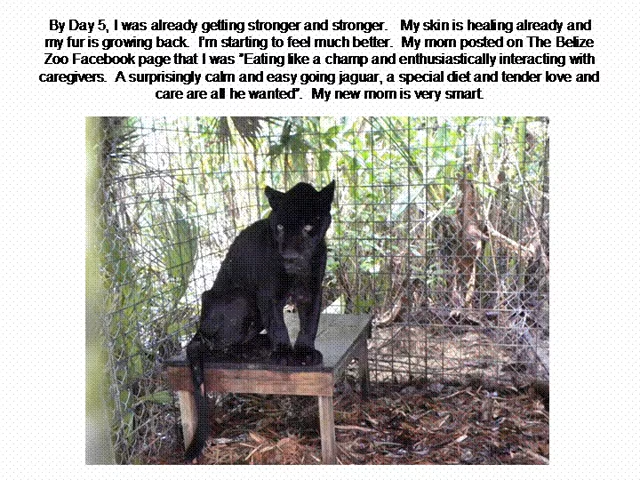 By Day 5, I was already getting stronger and stronger.   My skin is healing already and
my fur is growing back.  I'm starting to feel much better.  My mom posted on The Belize
Zoo Facebook page that I was "Eating like a champ and enthusiastically interacting with
caregivers.  A surprisingly calm and easy going jaguar, a special diet and tender love and
care are all he wanted".  My new mom is very smart.